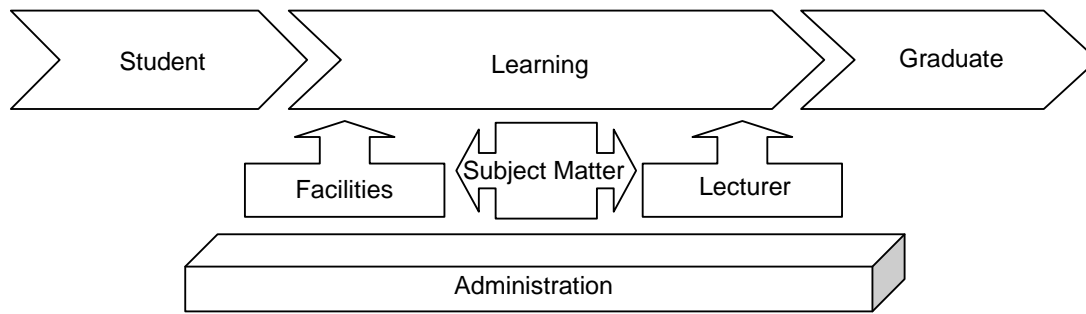 Student
Learning
Graduate
Facilities
Subject Matter
Lecturer
Administration